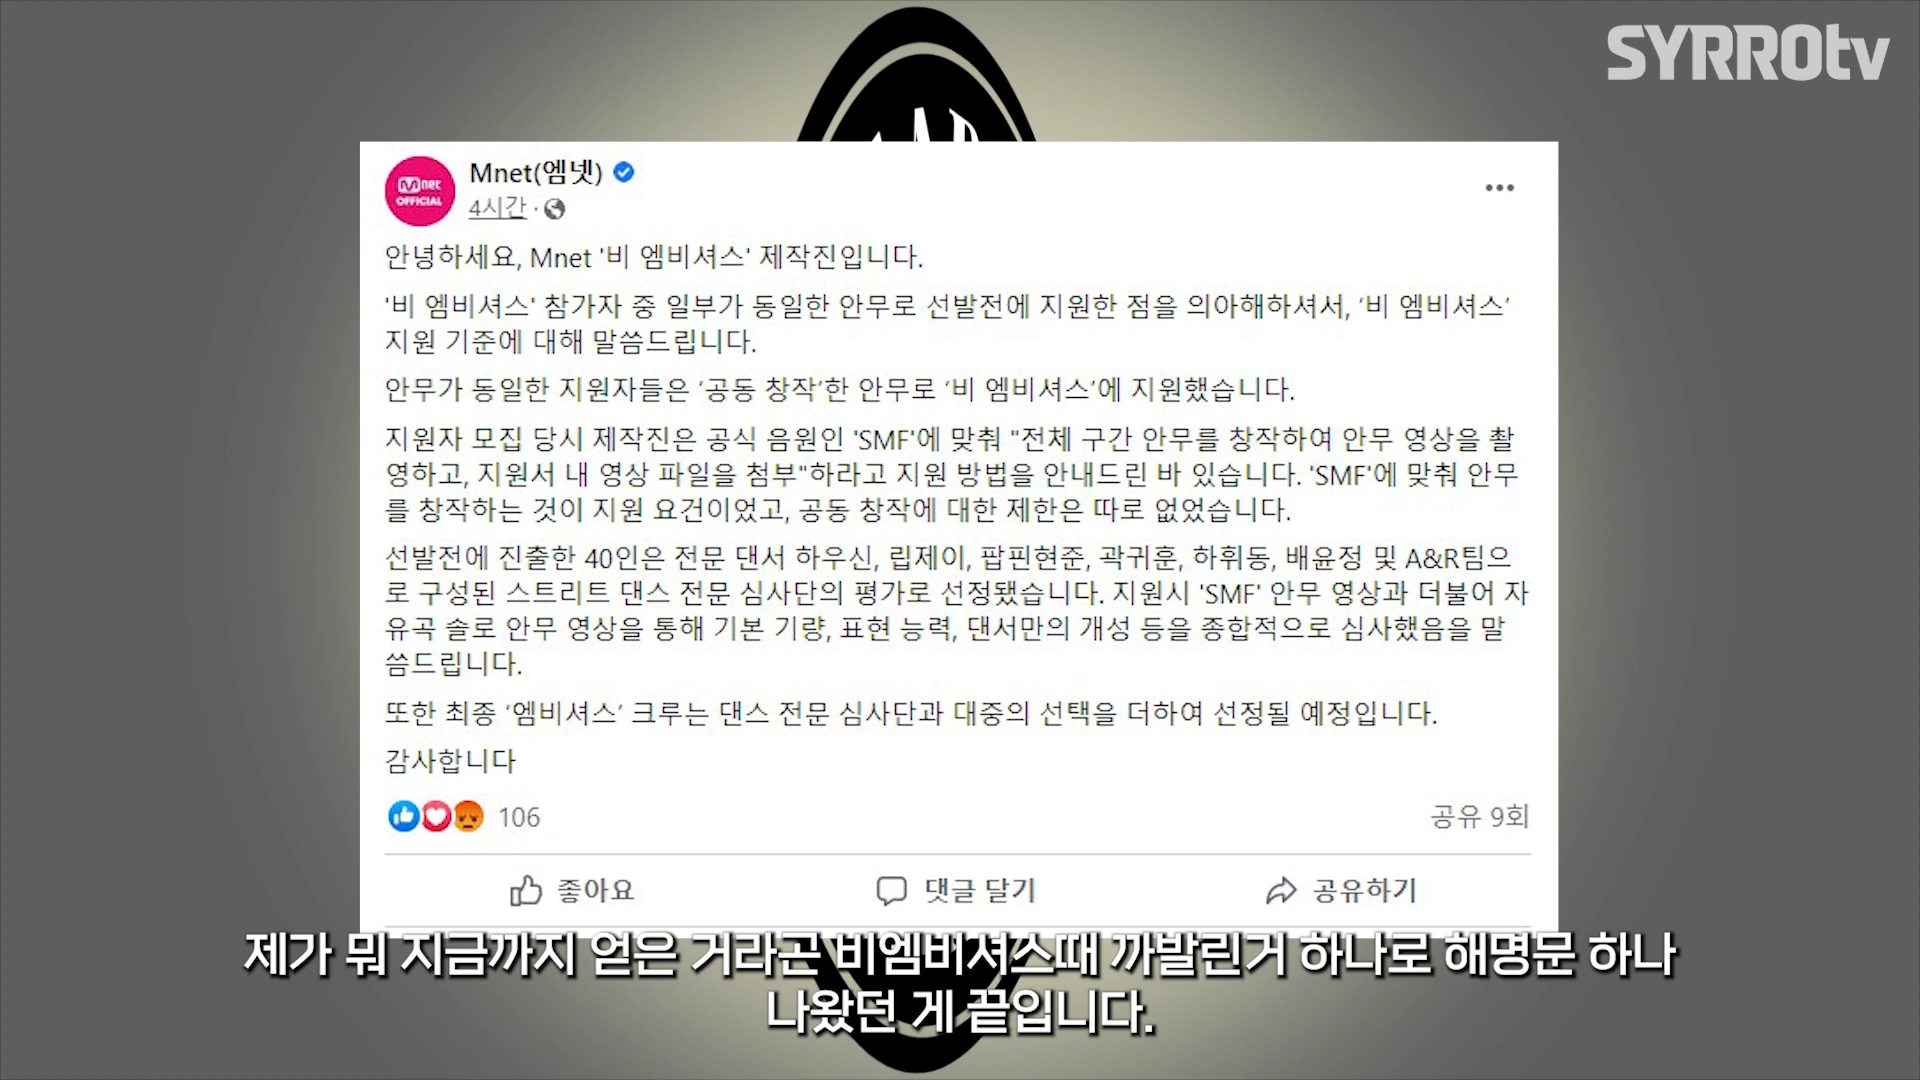 SYRROtv
Mnet(엠넷)
Mnet
OFFICIAL
4시간 ·
안녕하세요, Mnet '비 엠비셔스' 제작진입니다.
'비 엠비셔스' 참가자 중 일부가 동일한 안무로 선발전에 지원한 점을 의아해하셔서, ‘비 엠비셔스’
지원 기준에 대해 말씀드립니다.
안무가 동일한 지원자들은 ‘공동 창작’한 안무로 ‘비 엠비셔스’에 지원했습니다.
지원자 모집 당시 제작진은 공식 음원인 'SMF'에 맞춰 "전체 구간 안무를 창작하여 안무 영상을 촬
영하고, 지원서 내 영상 파일을 첨부"하라고 지원 방법을 안내드린 바 있습니다. 'SMF'에 맞춰 안무
를 창작하는 것이 지원 요건이었고, 공동 창작에 대한 제한은 따로 없었습니다.
선발전에 진출한 40인은 전문 댄서 하우신, 립제이, 팝핀현준, 곽귀훈, 하휘동, 배윤정 및 A&R팀으
로 구성된 스트리트 댄스 전문 심사단의 평가로 선정됐습니다. 지원시 'SMF' 안무 영상과 더불어 자
유곡 솔로 안무 영상을 통해 기본 기량, 표현 능력, 댄서만의 개성 등을 종합적으로 심사했음을 말
씀드립니다.
또한 최종 ‘엠비셔스’ 크루는 댄스 전문 심사단과 대중의 선택을 더하여 선정될 예정입니다.
감사합니다
106
공유 9회
좋아요
댓글 달기
공유하기
제가 뭐 지금까지 얻은 거라곤 비엠비셔스때 까발린거 하나로 해명문 하나
나왔던 게 끝입니다.